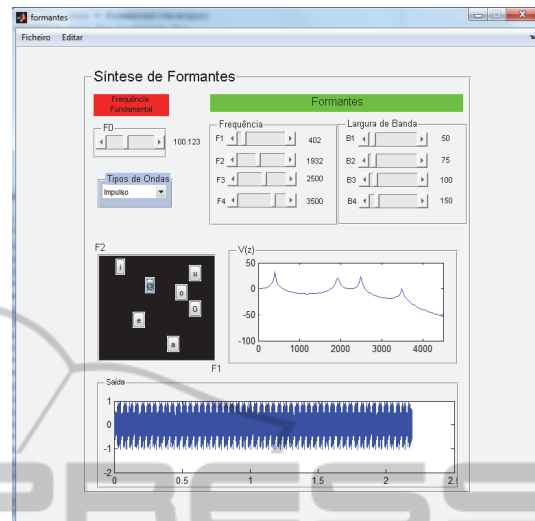 formantes
Ficheiro Editar
Síntese de Formantes
Frequência
Fundamental
Formantes
F0
100.123
Tipos de Ondas
Impulso
Frequência
F1 402
F2 1932
F3 2500
F4 3500
Largura de Banda
B1 50
B2 75
B3 100
B4 150
F2
i
u
o
O
e
a
F1
V(z)
50
0
-50
-100
0 1000 2000 3000 4000
Saída
1
0
-1
-2
0 0.5 1 1.5 2 2.5
PRESS